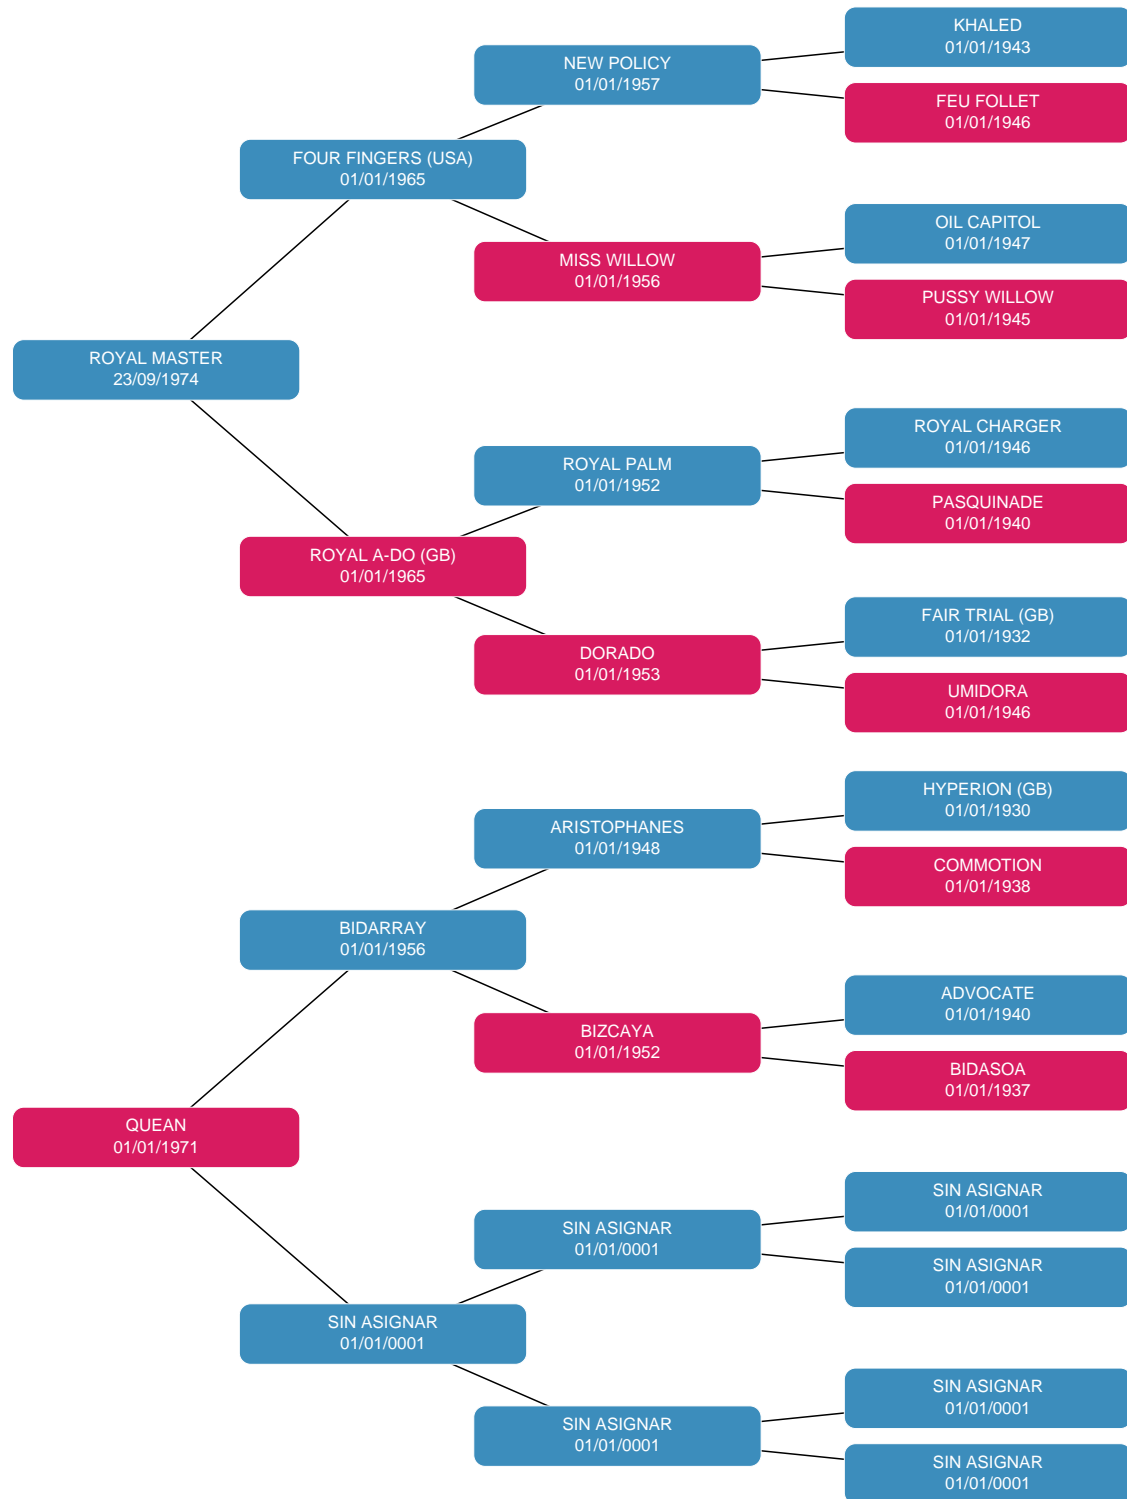 KHALED
01/01/1943
NEW POLICY
01/01/1957
FEU FOLLET
01/01/1946
FOUR FINGERS (USA)
01/01/1965
OIL CAPITOL
01/01/1947
MISS WILLOW
01/01/1956
PUSSY WILLOW
01/01/1945
ROYAL MASTER
23/09/1974
ROYAL CHARGER
01/01/1946
ROYAL PALM
01/01/1952
PASQUINADE
01/01/1940
ROYAL A-DO (GB)
01/01/1965
FAIR TRIAL (GB)
01/01/1932
DORADO
01/01/1953
UMIDORA
01/01/1946
HYPERION (GB)
01/01/1930
ARISTOPHANES
01/01/1948
COMMOTION
01/01/1938
BIDARRAY
01/01/1956
ADVOCATE
01/01/1940
BIZCAYA
01/01/1952
BIDASOA
01/01/1937
QUEAN
01/01/1971
SIN ASIGNAR
01/01/0001
SIN ASIGNAR
01/01/0001
SIN ASIGNAR
01/01/0001
SIN ASIGNAR
01/01/0001
SIN ASIGNAR
01/01/0001
SIN ASIGNAR
01/01/0001
SIN ASIGNAR
01/01/0001